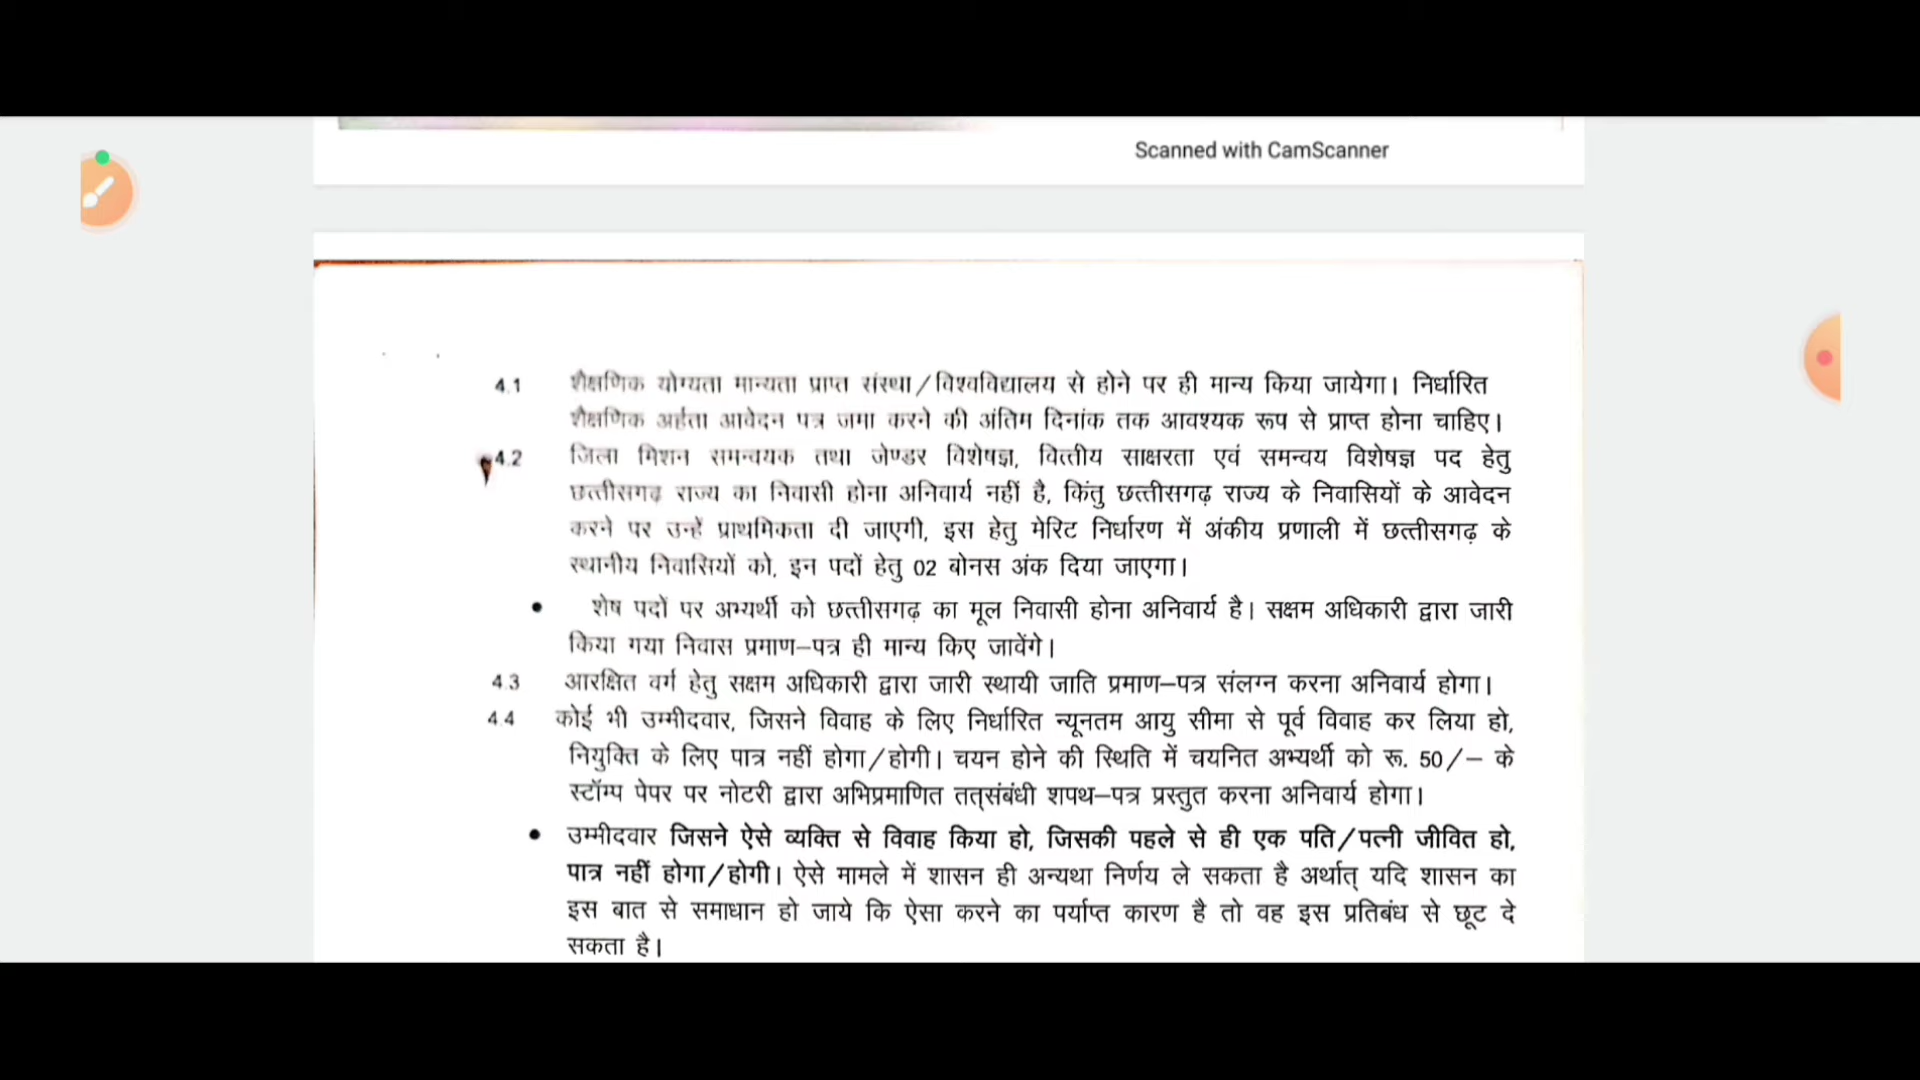 Scanned with CamScanner
4.1 शैक्षणिक योग्यता मान्यता प्राप्त संस्था/विश्वविद्यालय से होने पर ही मान्य किया जायेगा। निर्धारित
शैक्षणिक अर्हता आवेदन पत्र जमा करने की अंतिम दिनांक तक आवश्यक रूप से प्राप्त होना चाहिए।
4.2 जिला मिशन समन्वयक तथा जेण्डर विशेषज्ञ, वित्तीय साक्षरता एवं समन्वय विशेषज्ञ पद हेतु
छत्तीसगढ़ राज्य का निवासी होना अनिवार्य नहीं है, किंतु छत्तीसगढ़ राज्य के निवासियों के आवेदन
करने पर उन्हें प्राथमिकता दी जाएगी, इस हेतु मेरिट निर्धारण में अंकीय प्रणाली में छत्तीसगढ़ के
स्थानीय निवासियों को, इन पदों हेतु 02 बोनस अंक दिया जाएगा।
• शेष पदों पर अभ्यर्थी को छत्तीसगढ़ का मूल निवासी होना अनिवार्य है। सक्षम अधिकारी द्वारा जारी
किया गया निवास प्रमाण–पत्र ही मान्य किए जावेंगे।
4.3 आरक्षित वर्ग हेतु सक्षम अधिकारी द्वारा जारी स्थायी जाति प्रमाण–पत्र संलग्न करना अनिवार्य होगा।
4.4 कोई भी उम्मीदवार, जिसने विवाह के लिए निर्धारित न्यूनतम आयु सीमा से पूर्व विवाह कर लिया हो,
नियुक्ति के लिए पात्र नहीं होगा/होगी। चयन होने की स्थिति में चयनित अभ्यर्थी को रू. 50/– के
स्टॉम्प पेपर पर नोटरी द्वारा अभिप्रमाणित तत्संबंधी शपथ–पत्र प्रस्तुत करना अनिवार्य होगा।
• उम्मीदवार जिसने ऐसे व्यक्ति से विवाह किया हो, जिसकी पहले से ही एक पति/पत्नी जीवित हो,
पात्र नहीं होगा/होगी। ऐसे मामले में शासन ही अन्यथा निर्णय ले सकता है अर्थात् यदि शासन का
इस बात से समाधान हो जाये कि ऐसा करने का पर्याप्त कारण है तो वह इस प्रतिबंध से छूट दे
सकता है।